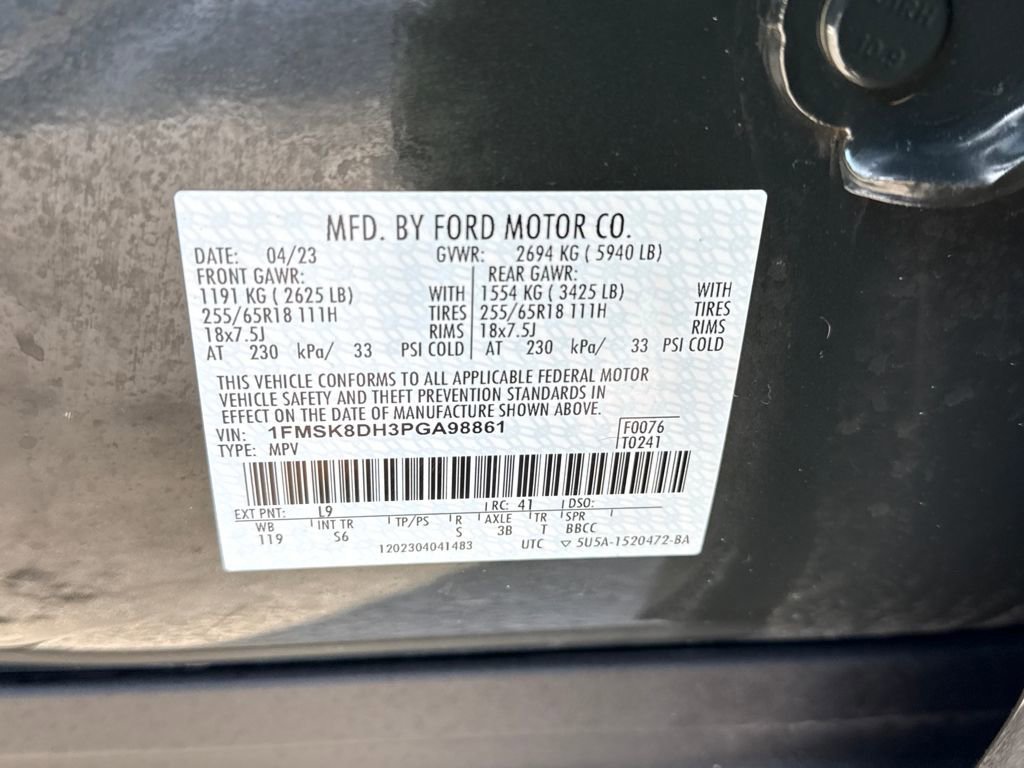 10.9
MFD. BY FORD MOTOR CO.
DATE: 04/23 GVWR: 2694 KG ( 5940 LB)
FRONT GAWR: REAR GAWR:
1191 KG ( 2625 LB) WITH 1554 KG ( 3425 LB) WITH
255/65R18 111H TIRES 255/65R18 111H TIRES
18x7.5J RIMS 18x7.5J RIMS
AT 230 kPa/ 33 PSI COLD AT 230 kPa/ 33 PSI COLD
THIS VEHICLE CONFORMS TO ALL APPLICABLE FEDERAL MOTOR
VEHICLE SAFETY AND THEFT PREVENTION STANDARDS IN
EFFECT ON THE DATE OF MANUFACTURE SHOWN ABOVE.
VIN: 1FMSK8DH3PGA98861 F0076
TYPE: MPV T0241
EXT PNT: L9 RC: 41 DSO:
WB INT TR TP/PS R AXLE TR SPR
119 S6 S 3B T BBCC
1202304041483 UTC ▽ 5U5A-1520472-BA